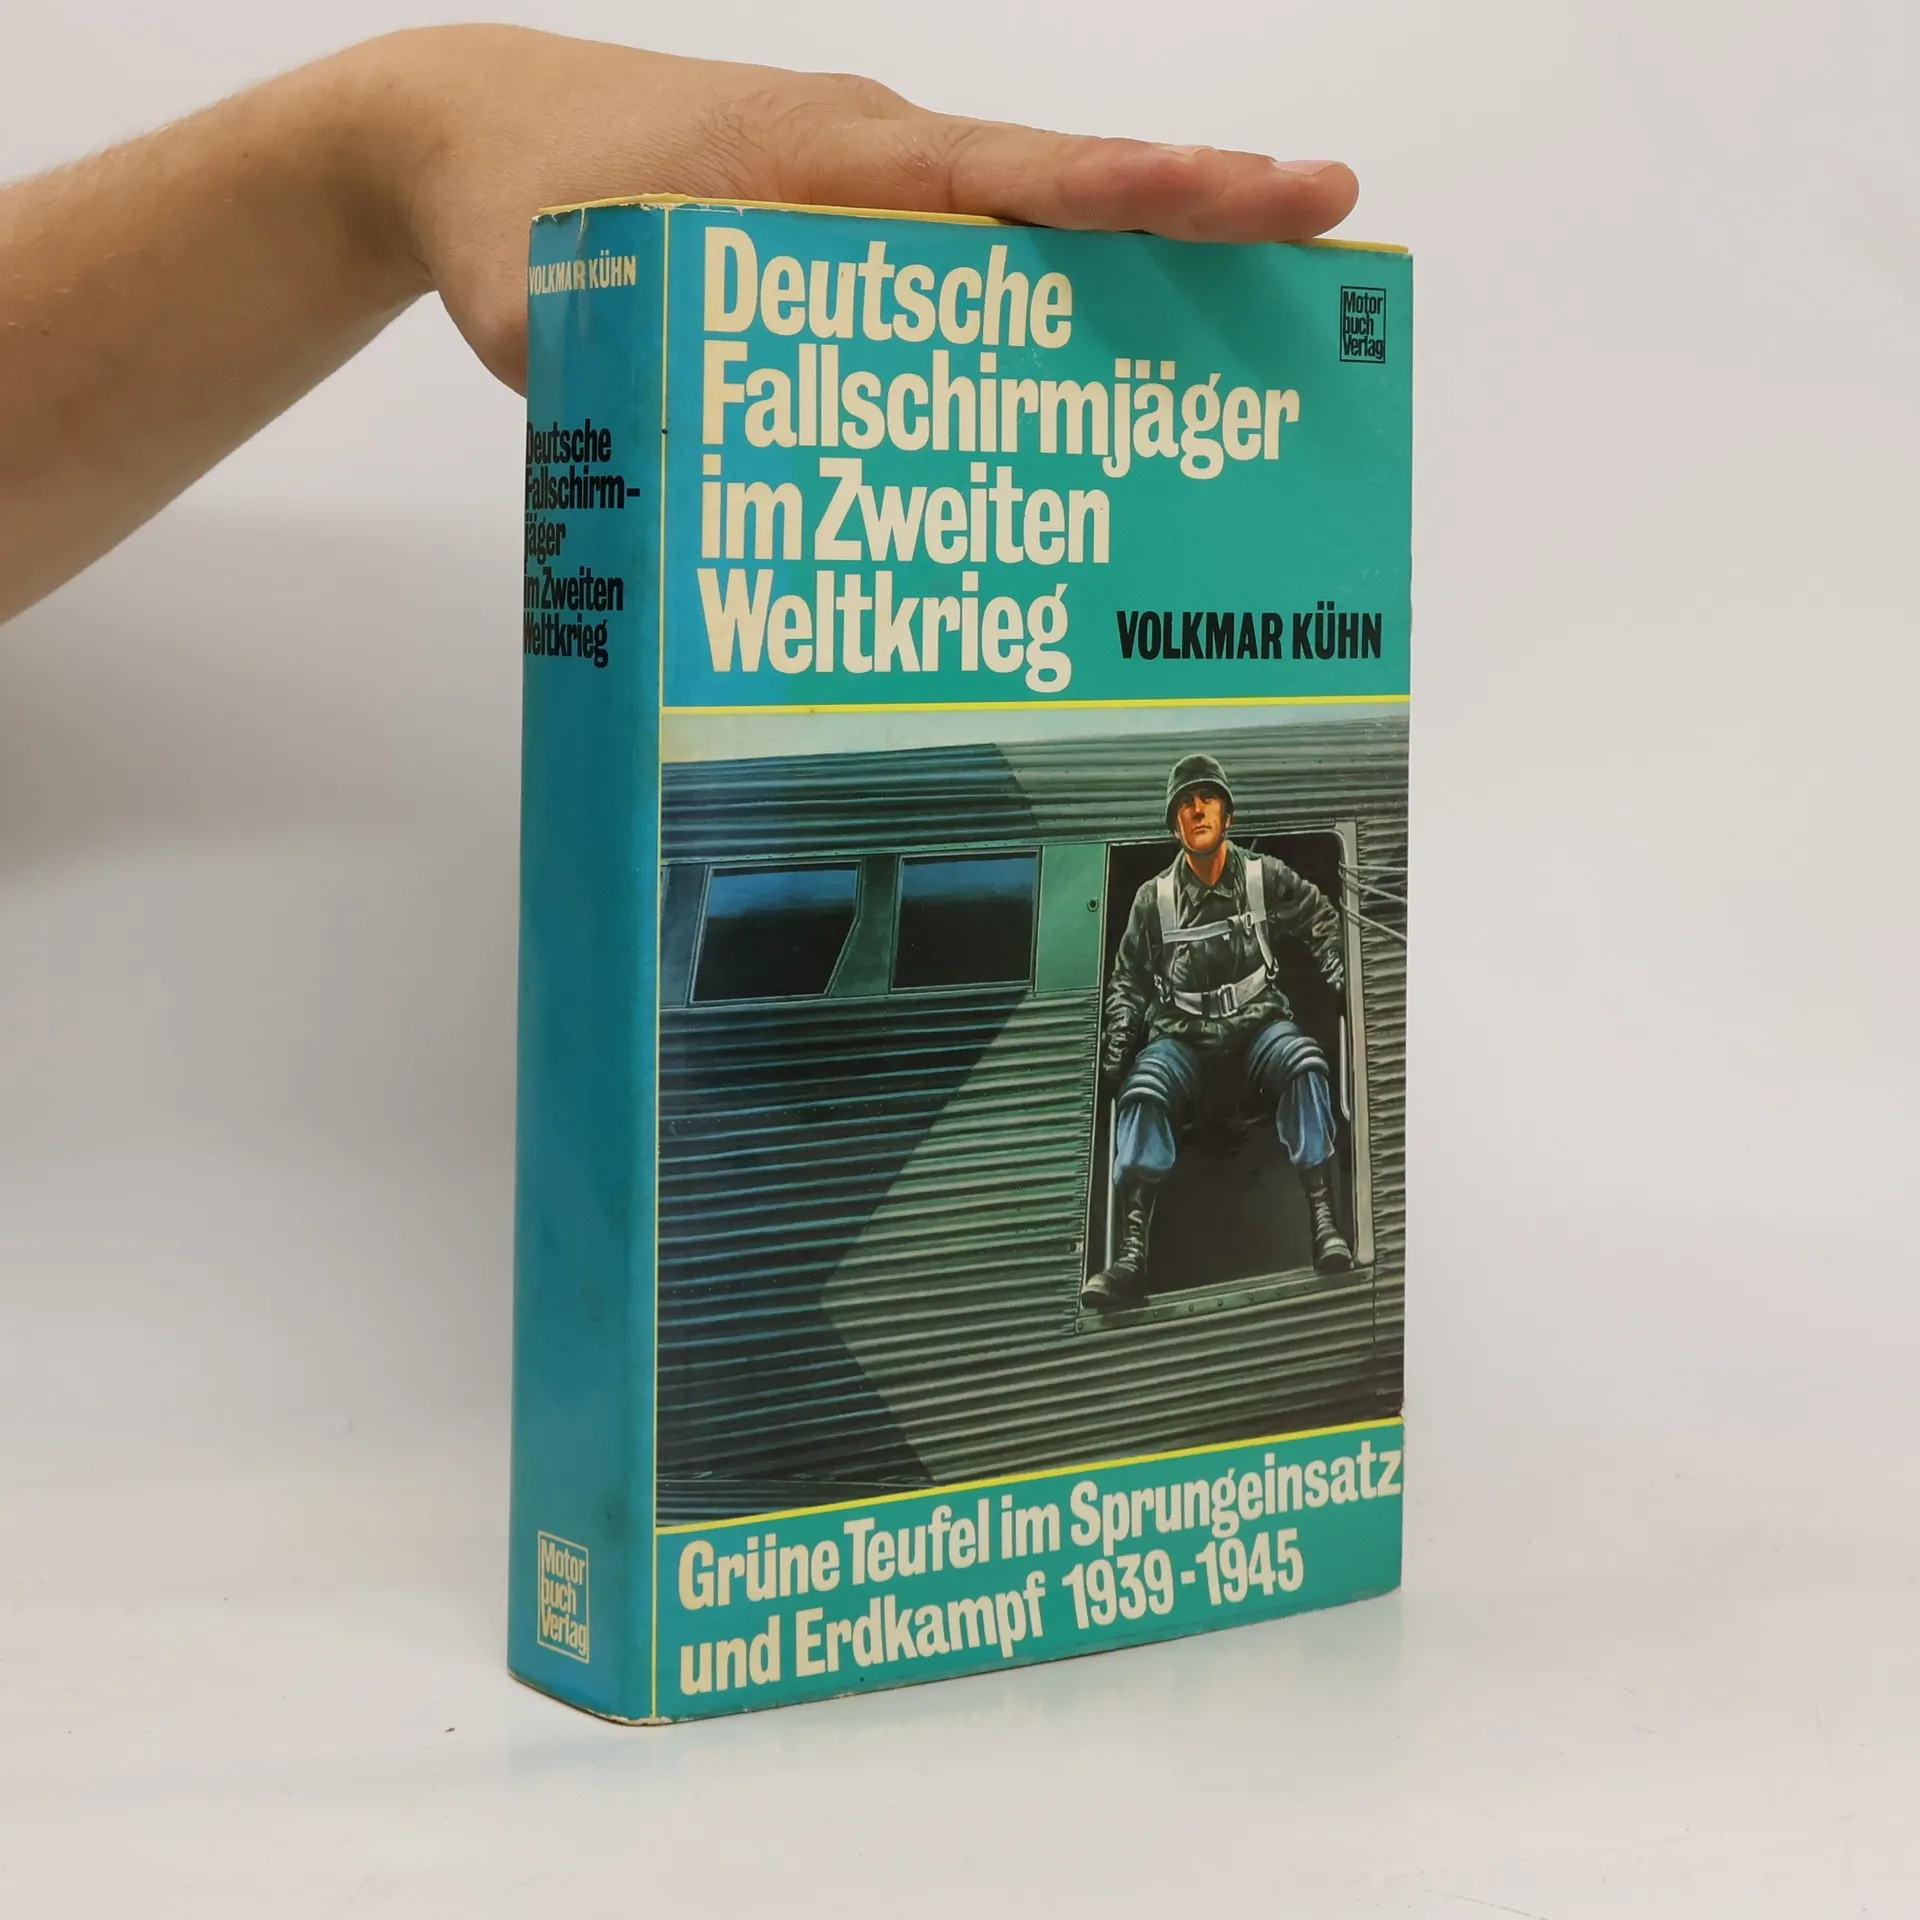 VOLKMAR KÜHN
Deutsche
Fallschirm-
jäger
im Zweiten
Weltkrieg
Motor
buch
Verlag
Deutsche
Fallschirmjäger
im Zweiten
Weltkrieg
Motor
buch
Verlag
VOLKMAR KÜHN
Grüne Teufel im Sprungeinsatz
und Erdkampf 1939-1945